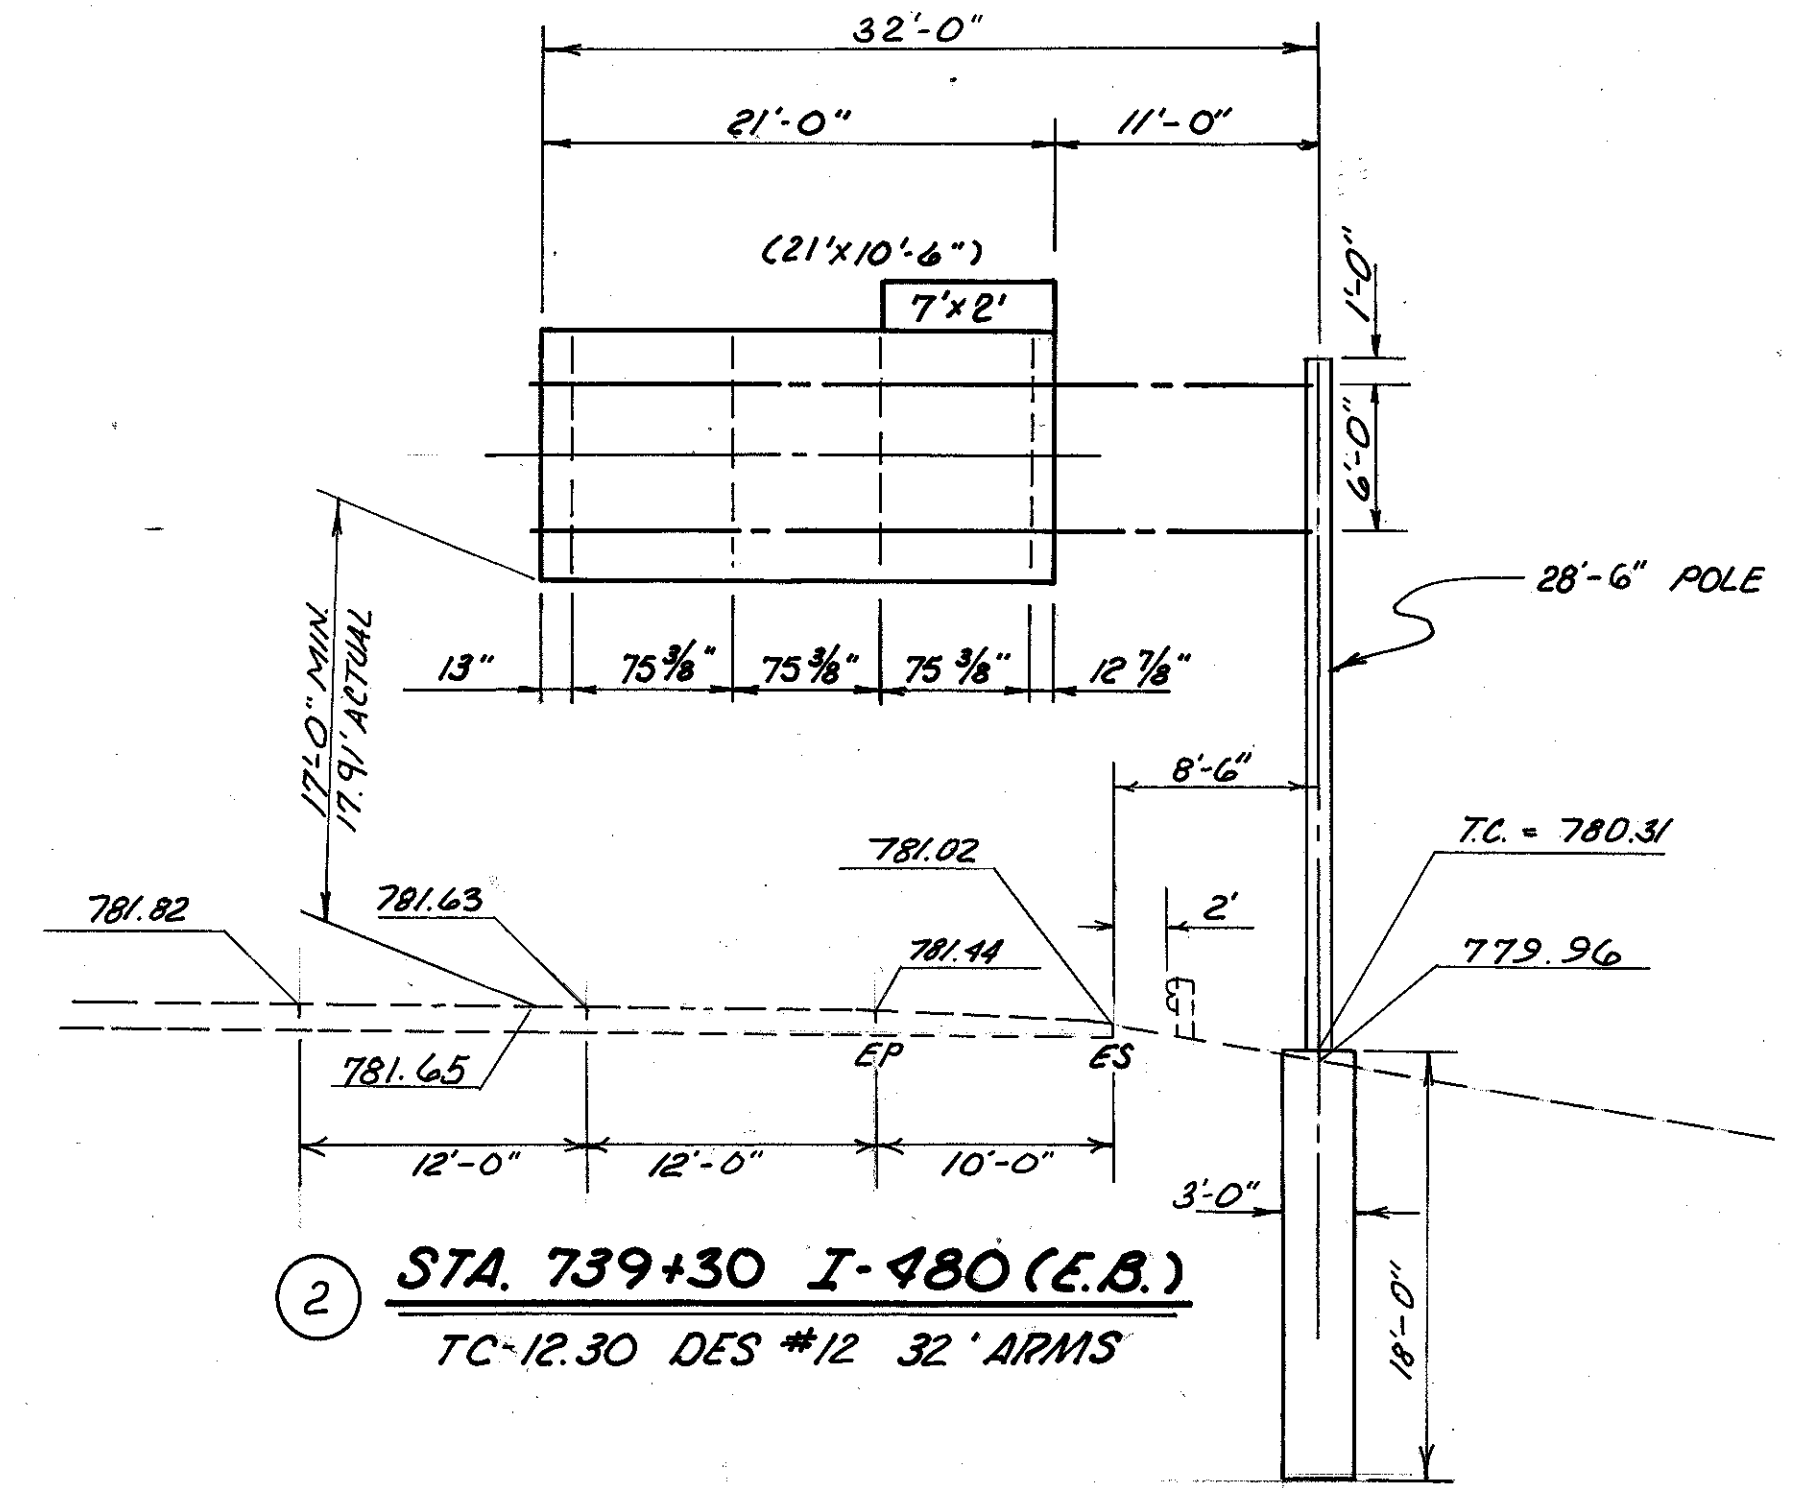 32'-0"
21'-0"
11'-0"
(21'x10'-6")
7'x2'
1'-0"
6'-0"
28'-6" POLE
17'-0" MIN.
17.91' ACTUAL
13"
75 3/8"
75 3/8"
75 3/8"
12 7/8"
8'-6"
T.C. = 780.31
781.02
781.82
781.63
2'
781.44
779.96
781.65
EP
ES
12'-0"
12'-0"
10'-0"
3'-0"
18'-0"
2
STA. 739+30 I-480 (E.B.)
TC-12.30 DES #12 32' ARMS